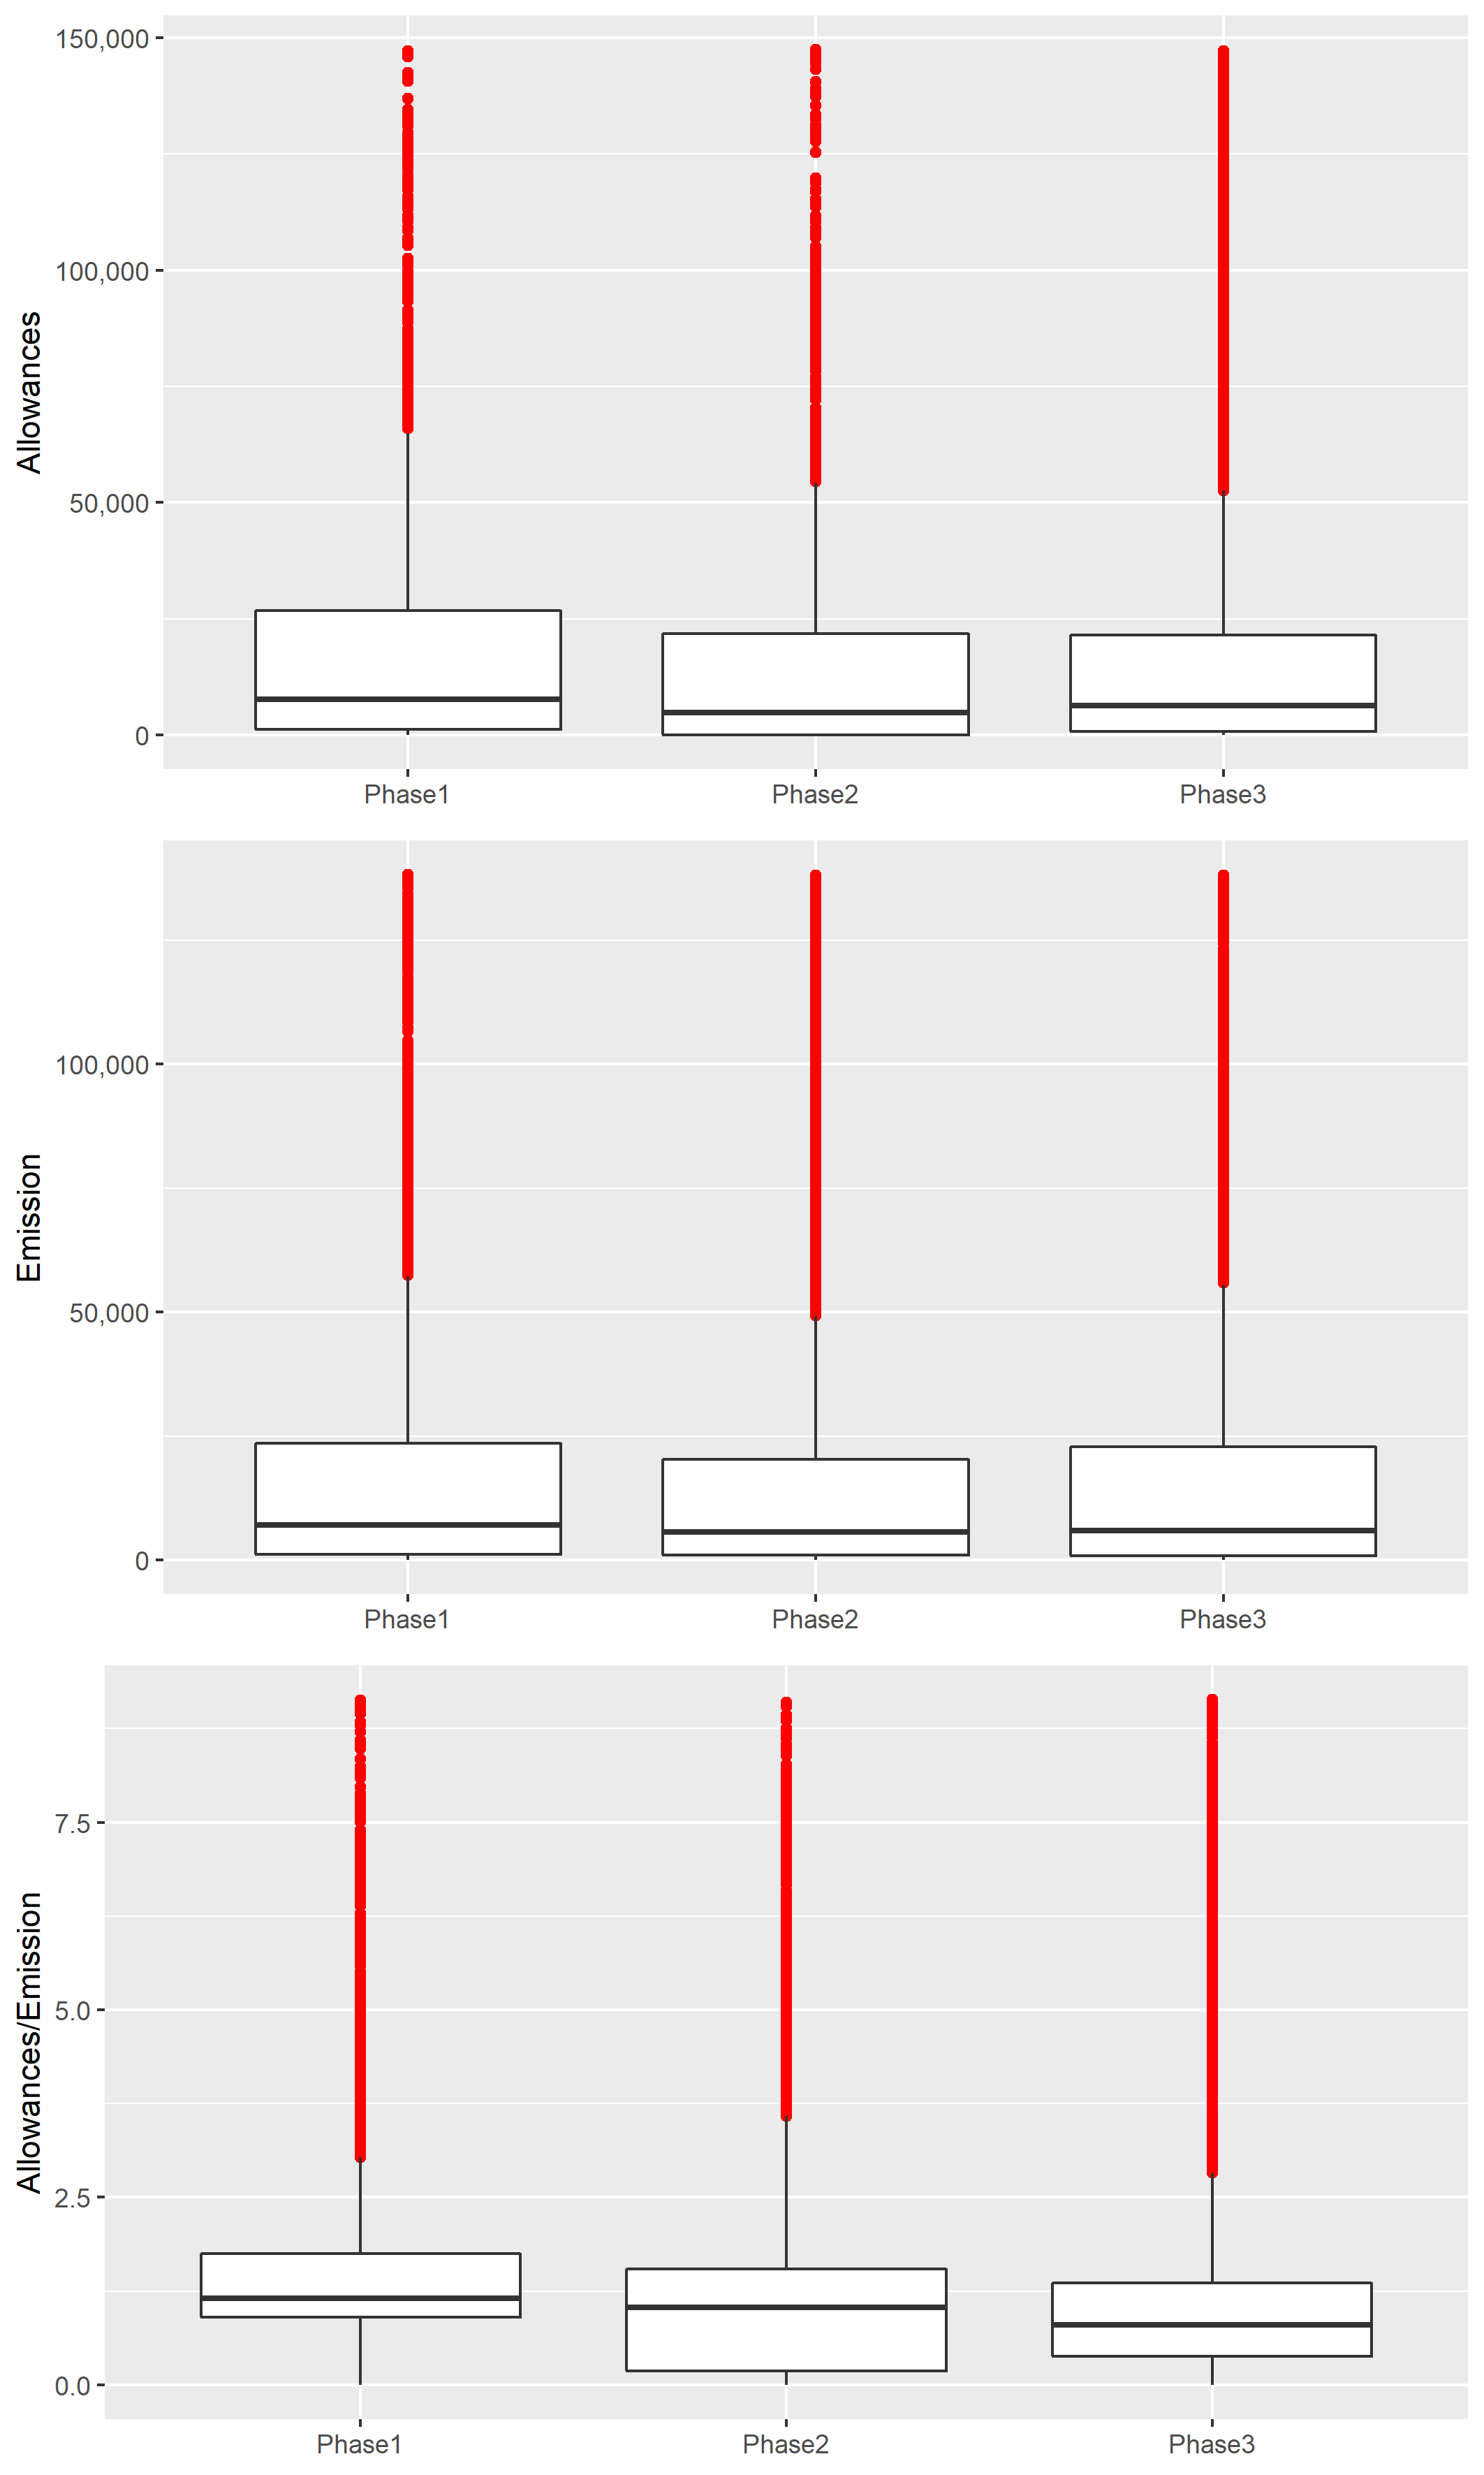 150,000
100,000
50,000
0
Allowances
Phase1 Phase2 Phase3
100,000
50,000
0
Emission
Phase1 Phase2 Phase3
7.5
5.0
2.5
0.0
Allowances/Emission
Phase1 Phase2 Phase3